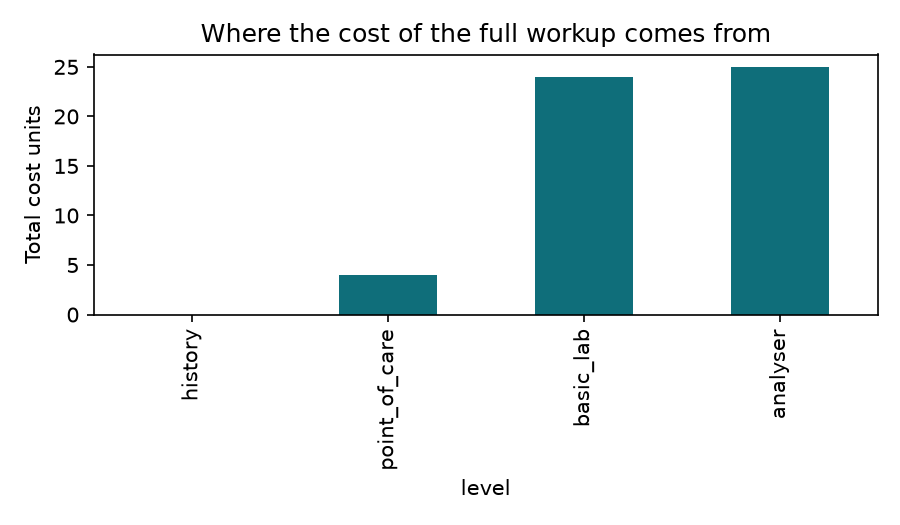 Where the cost of the full workup comes from
Total cost units
25
20
15
10
5
0
history
point_of_care
basic_lab
analyser
level